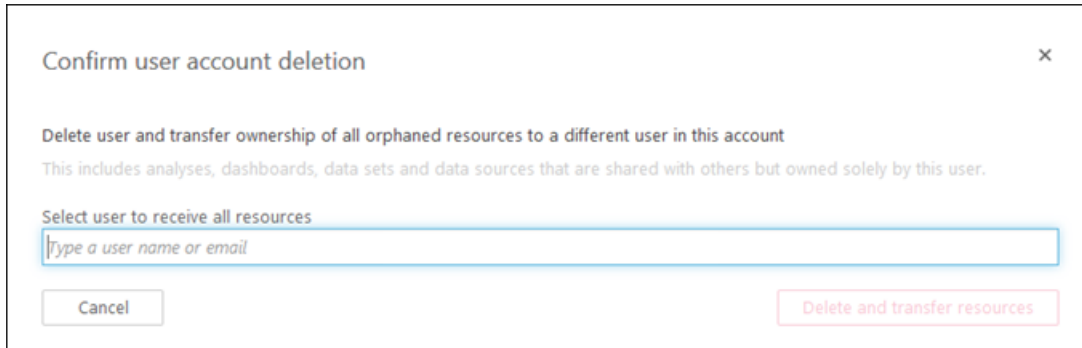 Confirm user account deletion
×
Delete user and transfer ownership of all orphaned resources to a different user in this account
This includes analyses, dashboards, data sets and data sources that are shared with others but owned solely by this user.
Select user to receive all resources
Type a user name or email
Cancel
Delete and transfer resources